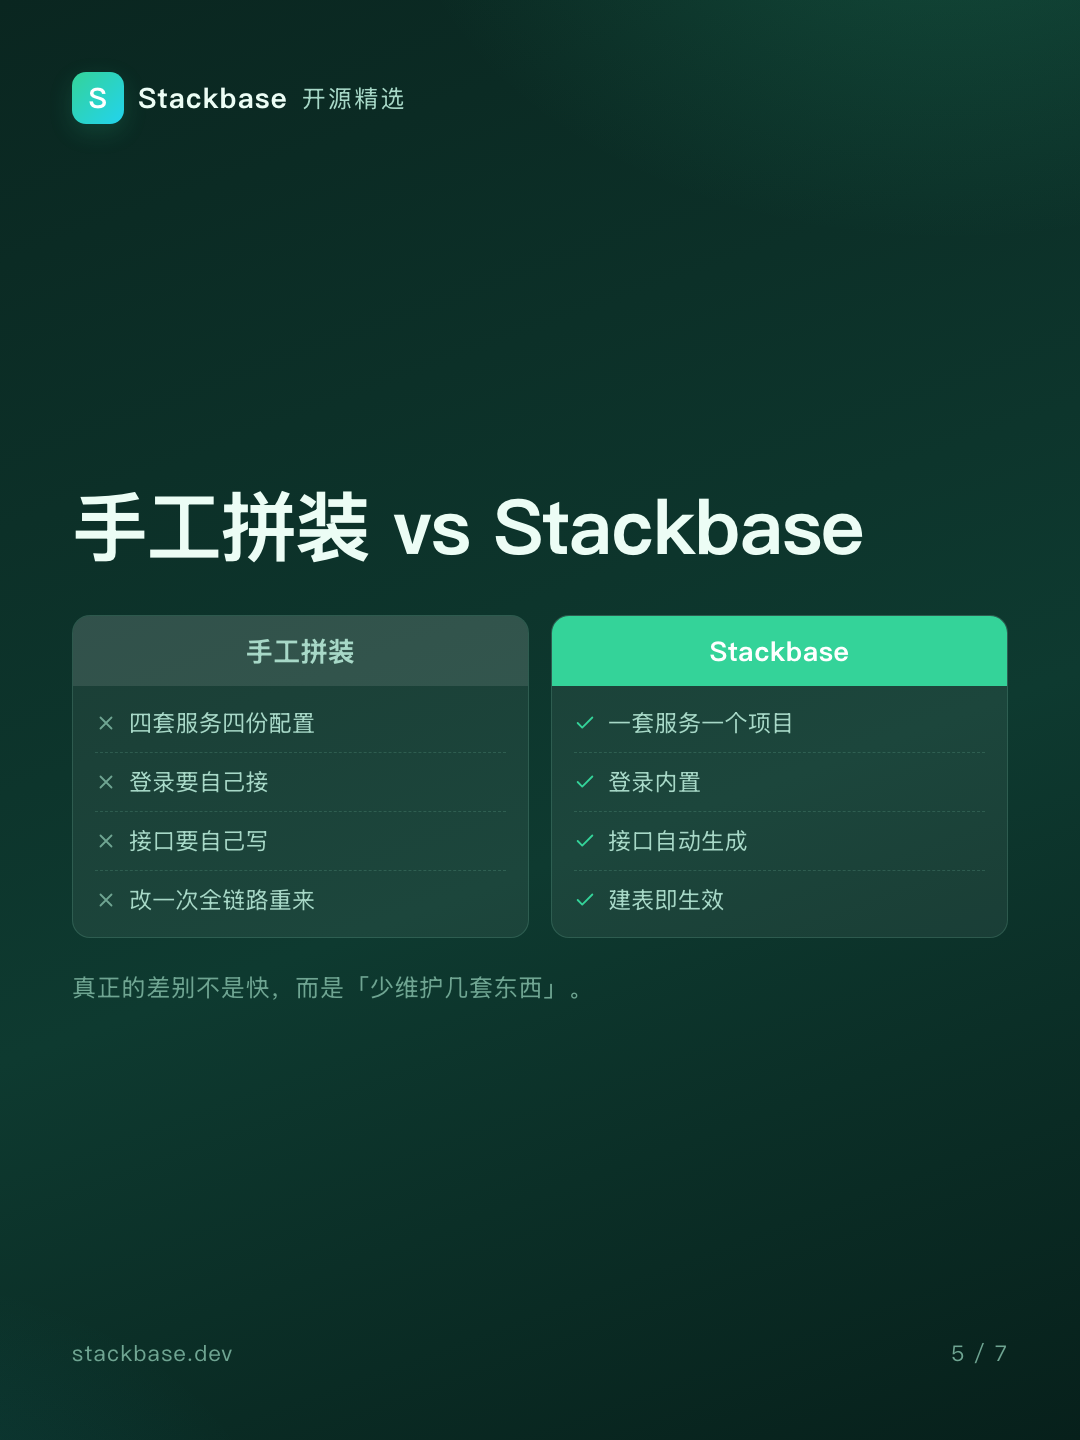 S Stackbase 开源精选
手工拼装 vs Stackbase
手工拼装
四套服务四份配置
登录要自己接
接口要自己写
改一次全链路重来
Stackbase
一套服务一个项目
登录内置
接口自动生成
建表即生效
真正的差别不是快，而是「少维护几套东西」。
stackbase.dev
5 / 7